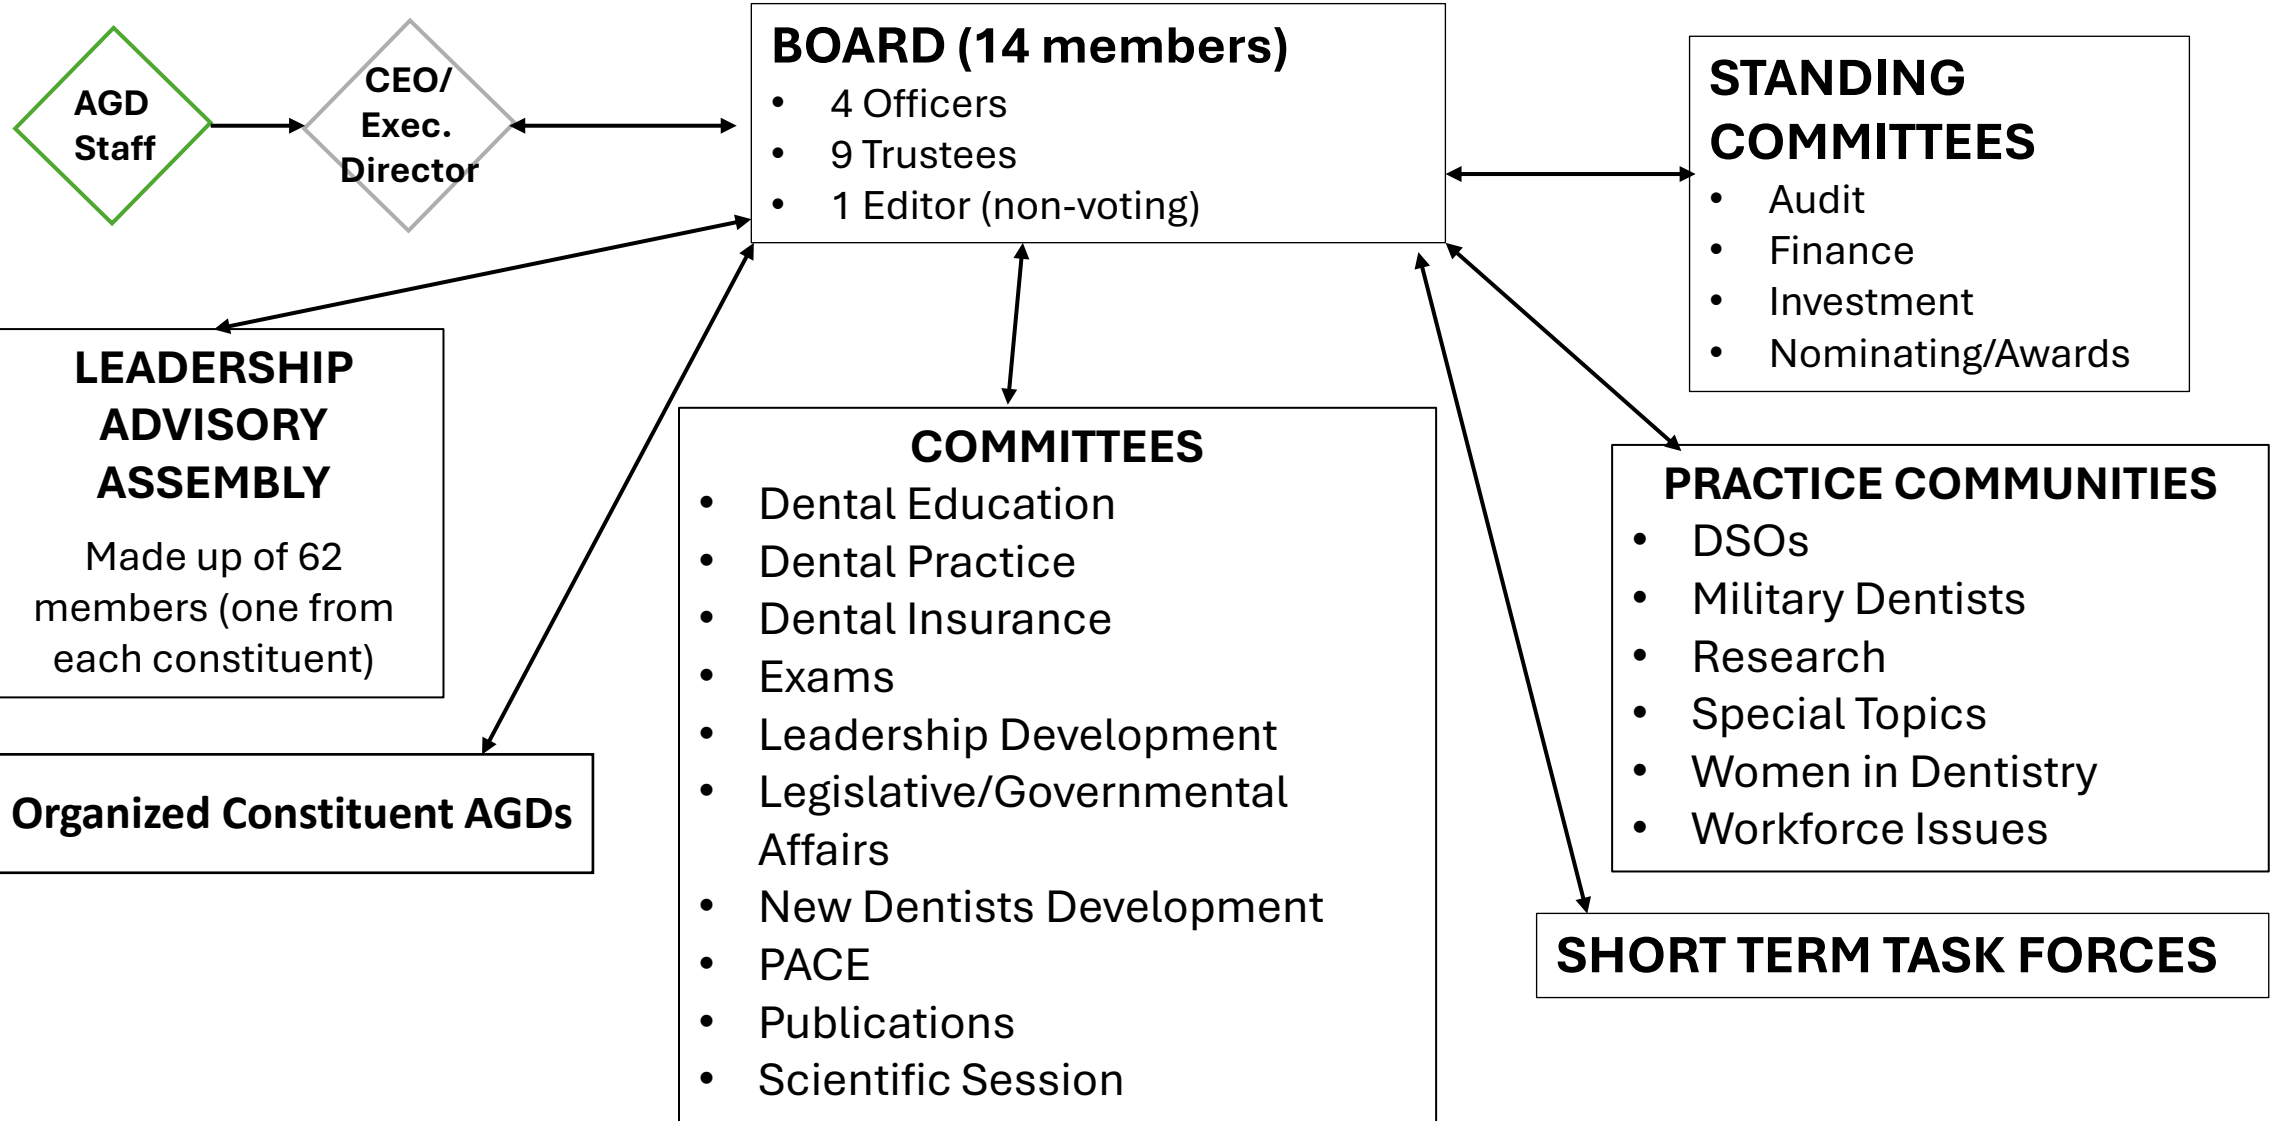 AGD
Staff
CEO/
Exec.
Director
BOARD (14 members)
• 4 Officers
• 9 Trustees
• 1 Editor (non-voting)
STANDING
COMMITTEES
• Audit
• Finance
• Investment
• Nominating/Awards
LEADERSHIP
ADVISORY
ASSEMBLY
Made up of 62
members (one from
each constituent)
Organized Constituent AGDs
COMMITTEES
• Dental Education
• Dental Practice
• Dental Insurance
• Exams
• Leadership Development
• Legislative/Governmental
Affairs
• New Dentists Development
• PACE
• Publications
• Scientific Session
PRACTICE COMMUNITIES
• DSOs
• Military Dentists
• Research
• Special Topics
• Women in Dentistry
• Workforce Issues
SHORT TERM TASK FORCES